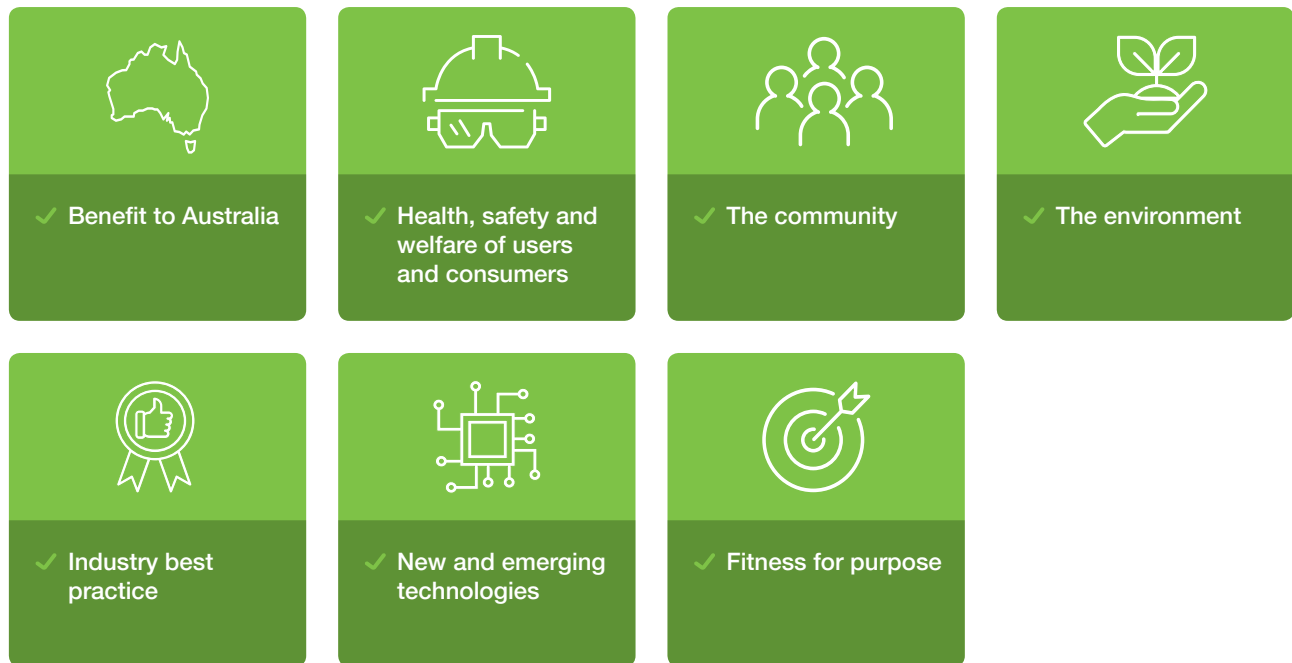 Benefit to Australia
Health, safety and
welfare of users
and consumers
The community
The environment
Industry best
practice
New and emerging
technologies
Fitness for purpose